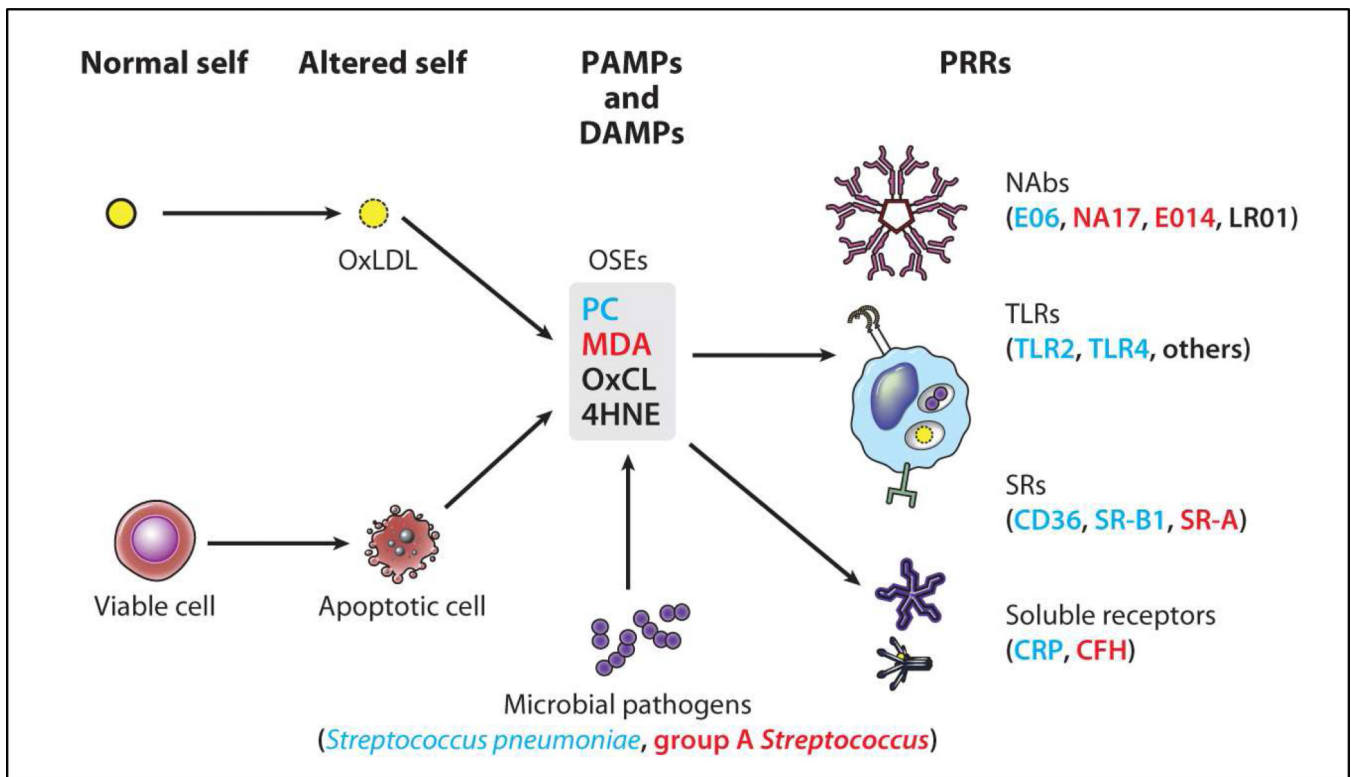 Normal self
Altered self
PAMPs
and
DAMPs
PRRs
OxLDL
OSEs
PC
MDA
OxCL
4HNE
NAbs
(E06, NA17, E014, LR01)
TLRs
(TLR2, TLR4, others)
SRs
(CD36, SR-B1, SR-A)
Viable cell
Apoptotic cell
Soluble receptors
(CRP, CFH)
Microbial pathogens
(Streptococcus pneumoniae, group A Streptococcus)